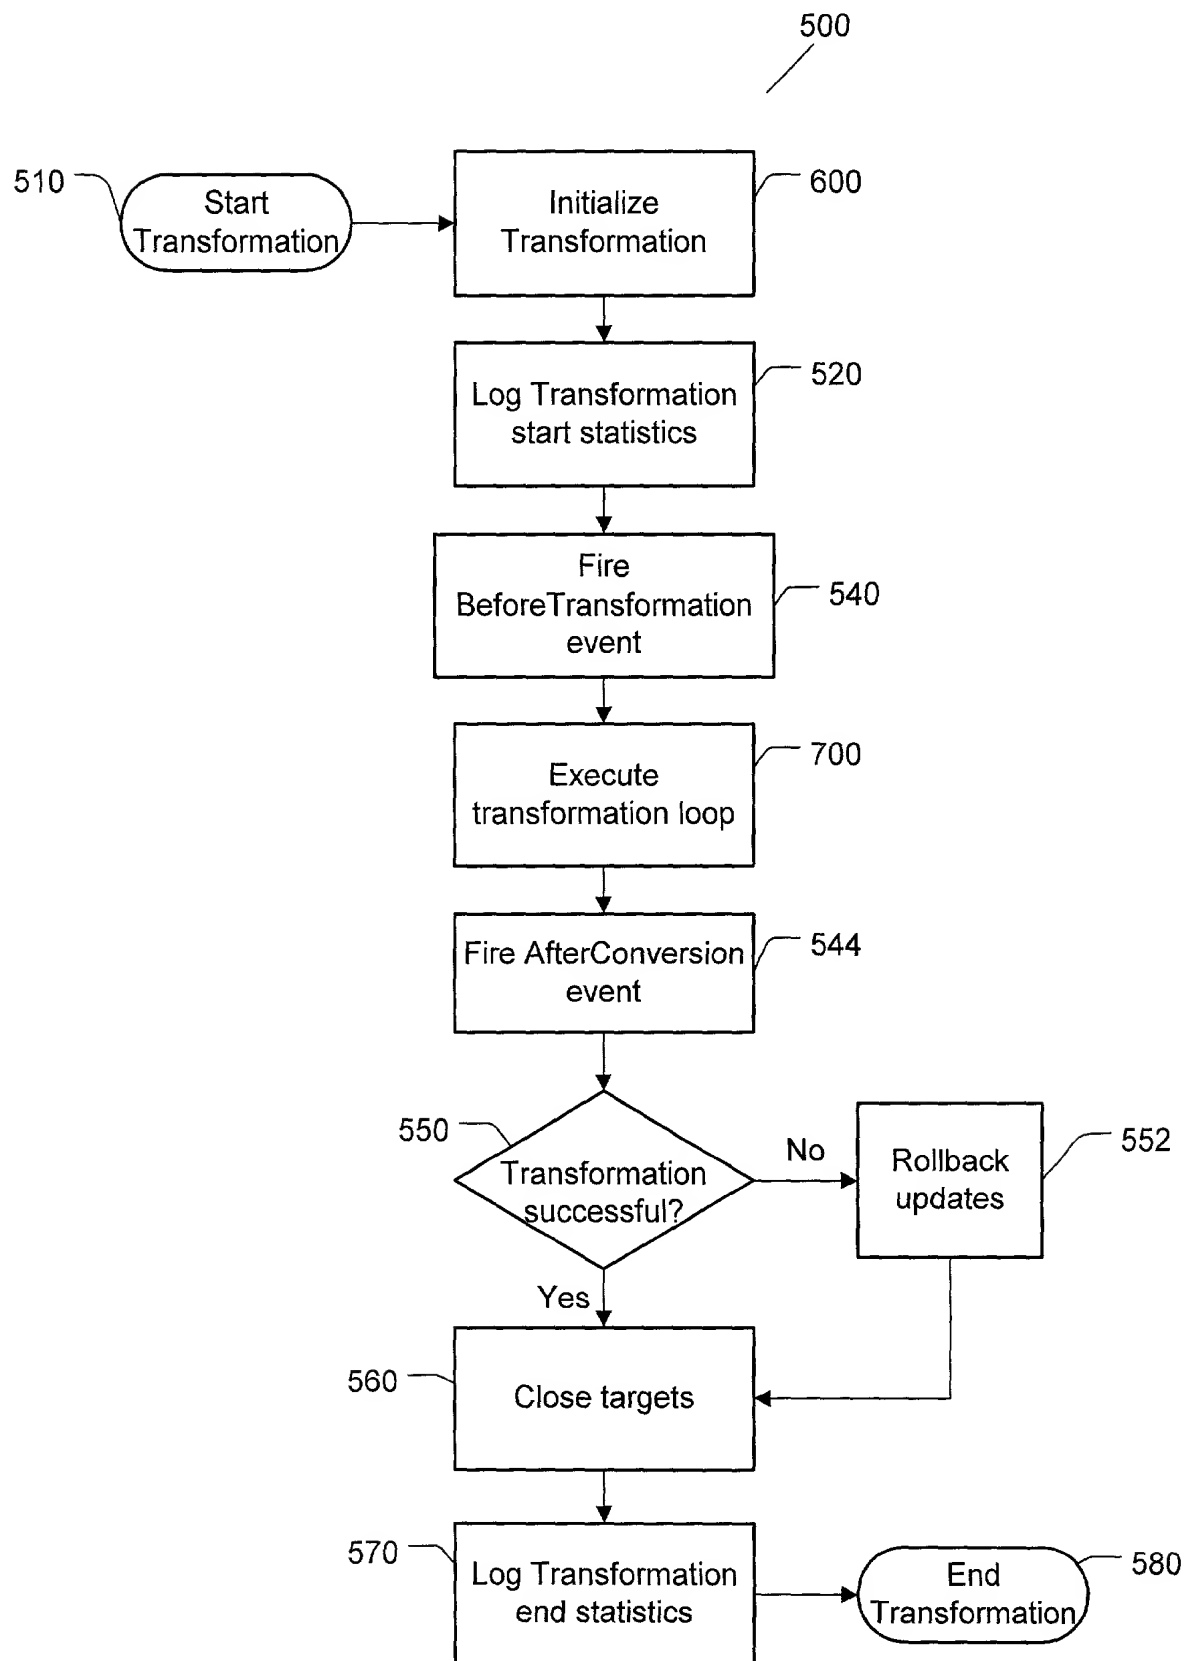 500
510
Start
Transformation
Initialize
Transformation
600
Log Transformation
start statistics
520
Fire
BeforeTransformation
event
540
Execute
transformation loop
700
Fire AfterConversion
event
544
550
Transformation
successful?
No
Rollback
updates
552
Yes
560
Close targets
570
Log Transformation
end statistics
End
Transformation
580